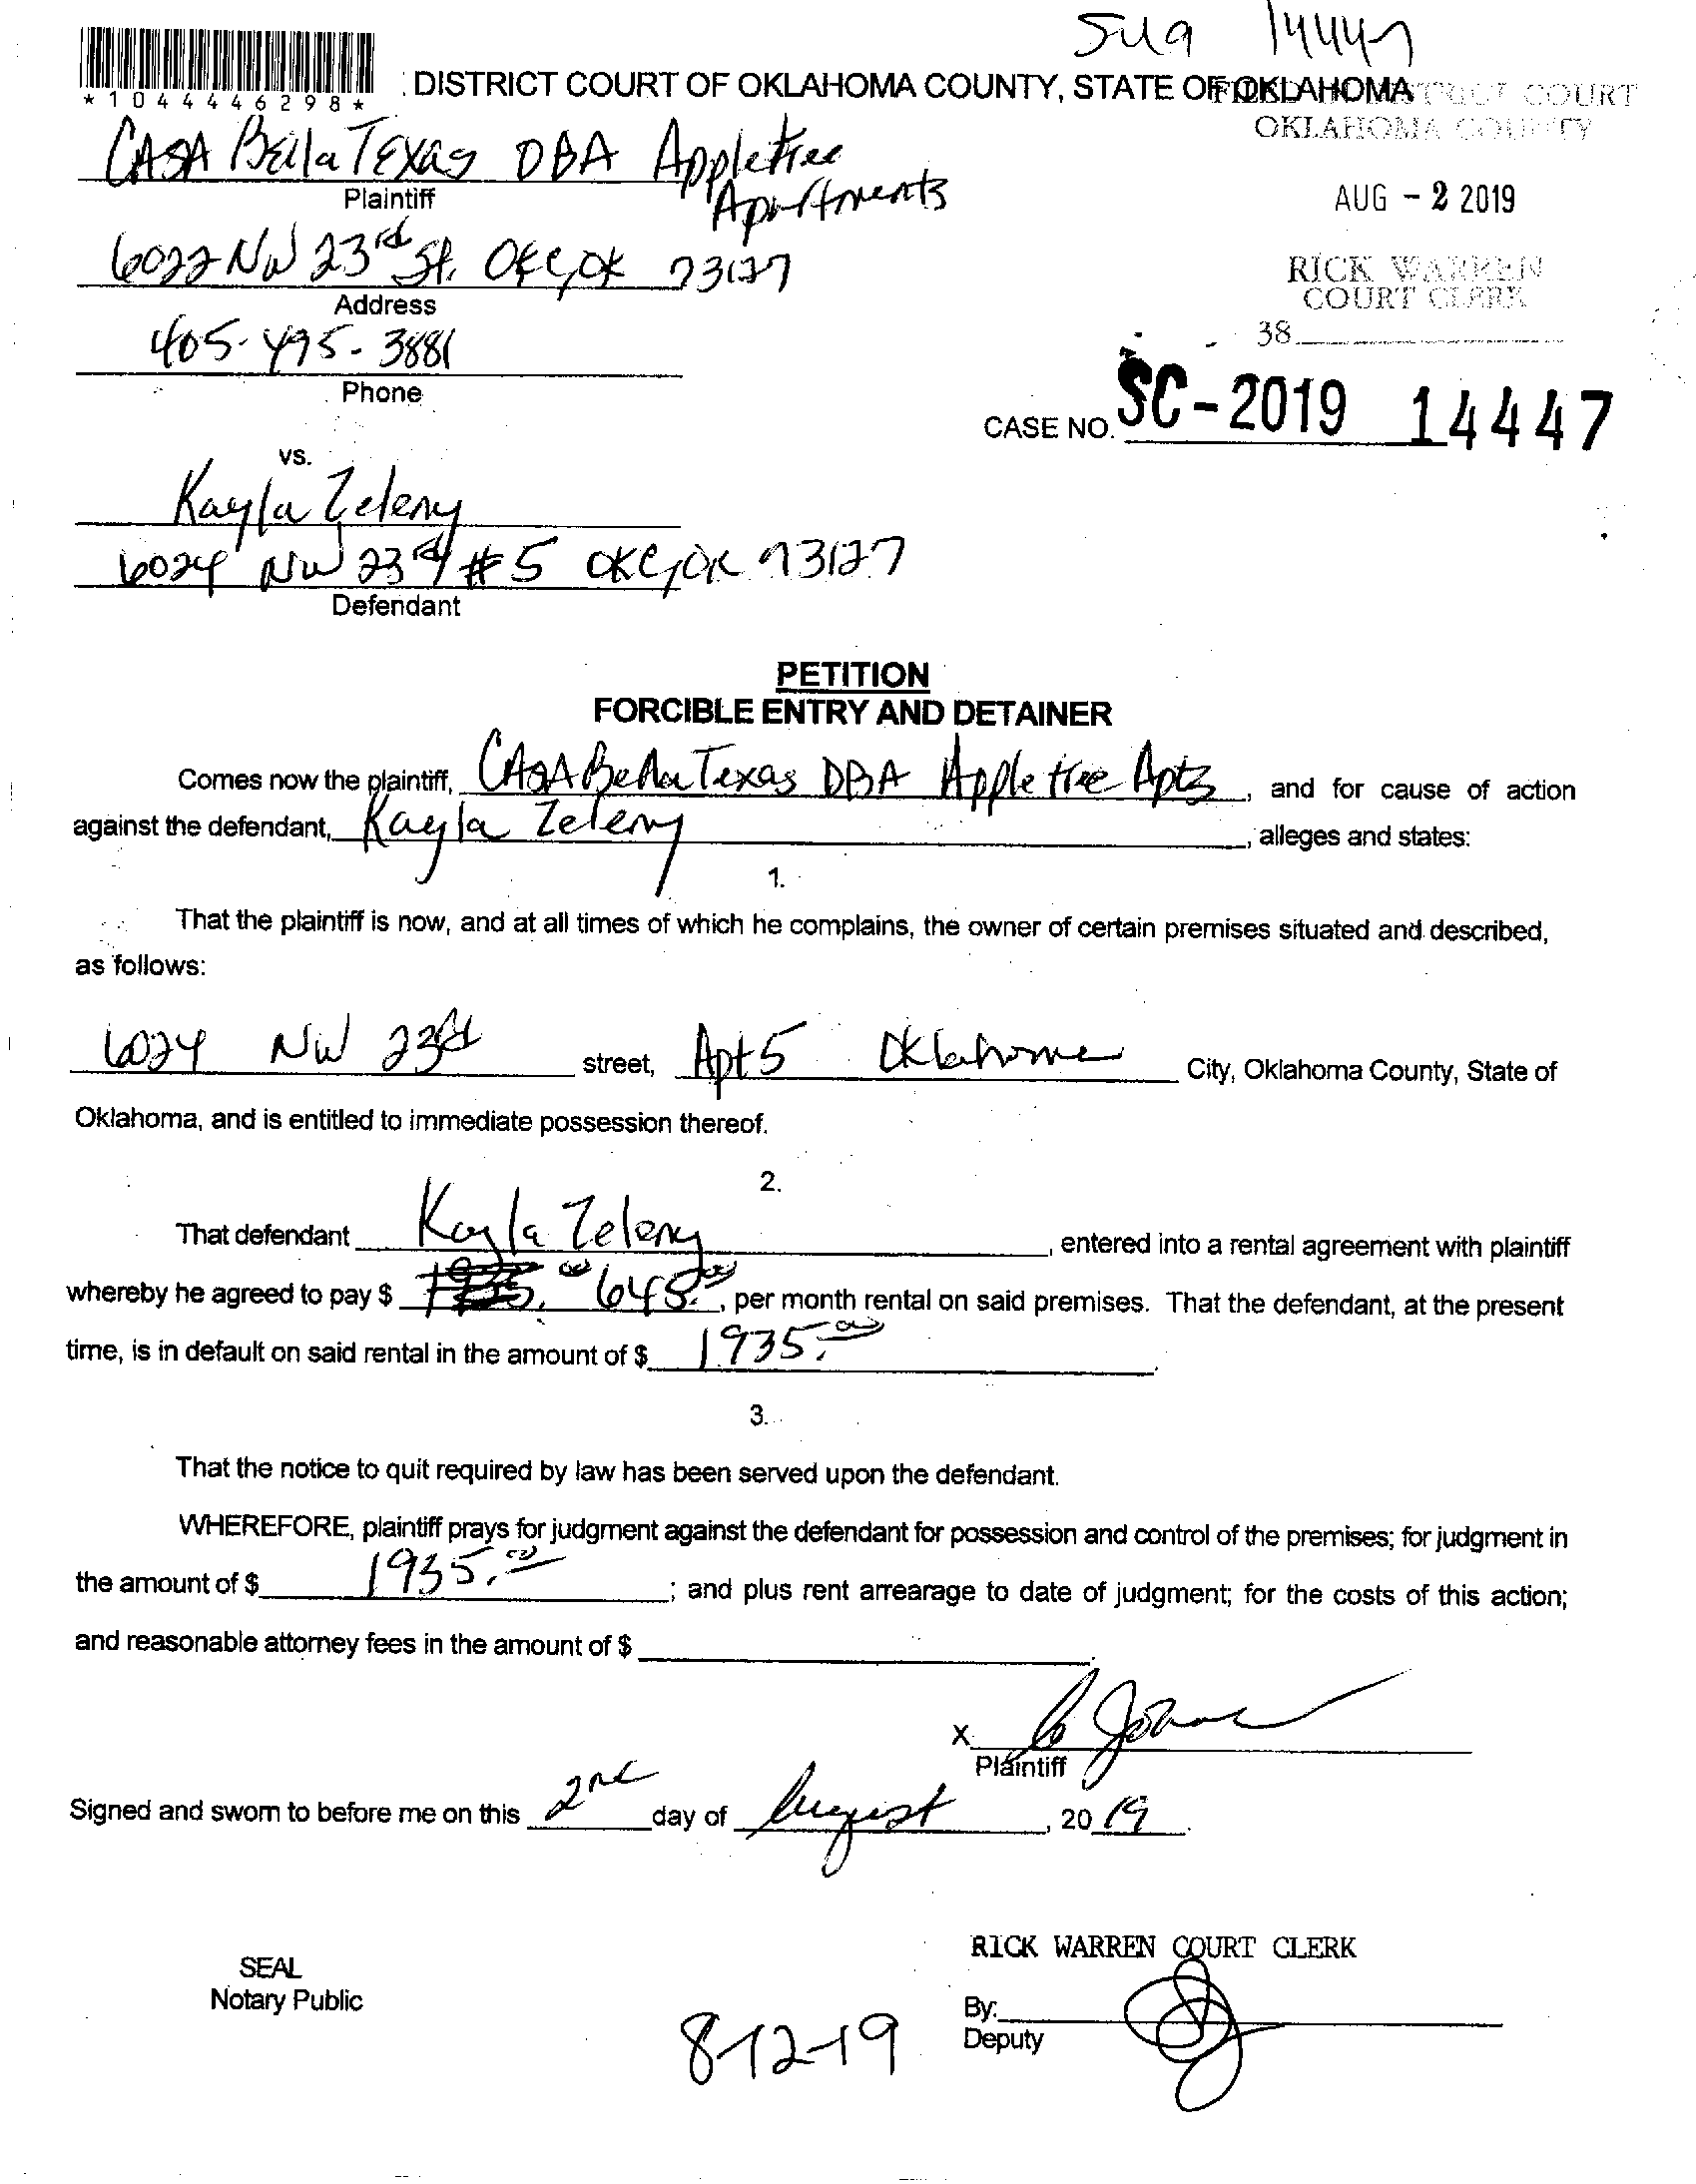 14447
*1044446298*
DISTRICT COURT OF OKLAHOMA COUNTY, STATE OF OKLAHOMA
COURT
OKLAHOMA COUNTY
CASA Bella Texas DBA Appletree
Apartments
Plaintiff
AUG - 2 2019
6022 NW 23rd St. OKC, OK 73127
Address
RICK WARREN
COURT CLERK
405-495-3881
Phone
38
CASE NO. SC-2019 14447
vs.
Kayla Zeleny
6024 NW 23rd #5 OKC, OK 73127
Defendant
PETITION
FORCIBLE ENTRY AND DETAINER
Comes now the plaintiff, CASA Bella Texas DBA Appletree Apts, and for cause of action
against the defendant, Kayla Zeleny, alleges and states:
1.
That the plaintiff is now, and at all times of which he complains, the owner of certain premises situated and described,
as follows:
6024 NW 23rd street, Apt 5 Oklahoma City, Oklahoma County, State of
Oklahoma, and is entitled to immediate possession thereof.
2.
That defendant Kayla Zeleny, entered into a rental agreement with plaintiff
whereby he agreed to pay $ 645.00, per month rental on said premises. That the defendant, at the present
time, is in default on said rental in the amount of $ 1935.00.
3.
That the notice to quit required by law has been served upon the defendant.
WHEREFORE, plaintiff prays for judgment against the defendant for possession and control of the premises; for judgment in
the amount of $ 1935.00; and plus rent arrearage to date of judgment; for the costs of this action;
and reasonable attorney fees in the amount of $
X
Plaintiff
Signed and sworn to before me on this 2nd day of August, 2019.
RICK WARREN COURT CLERK
SEAL
Notary Public
By:
Deputy
8-12-19